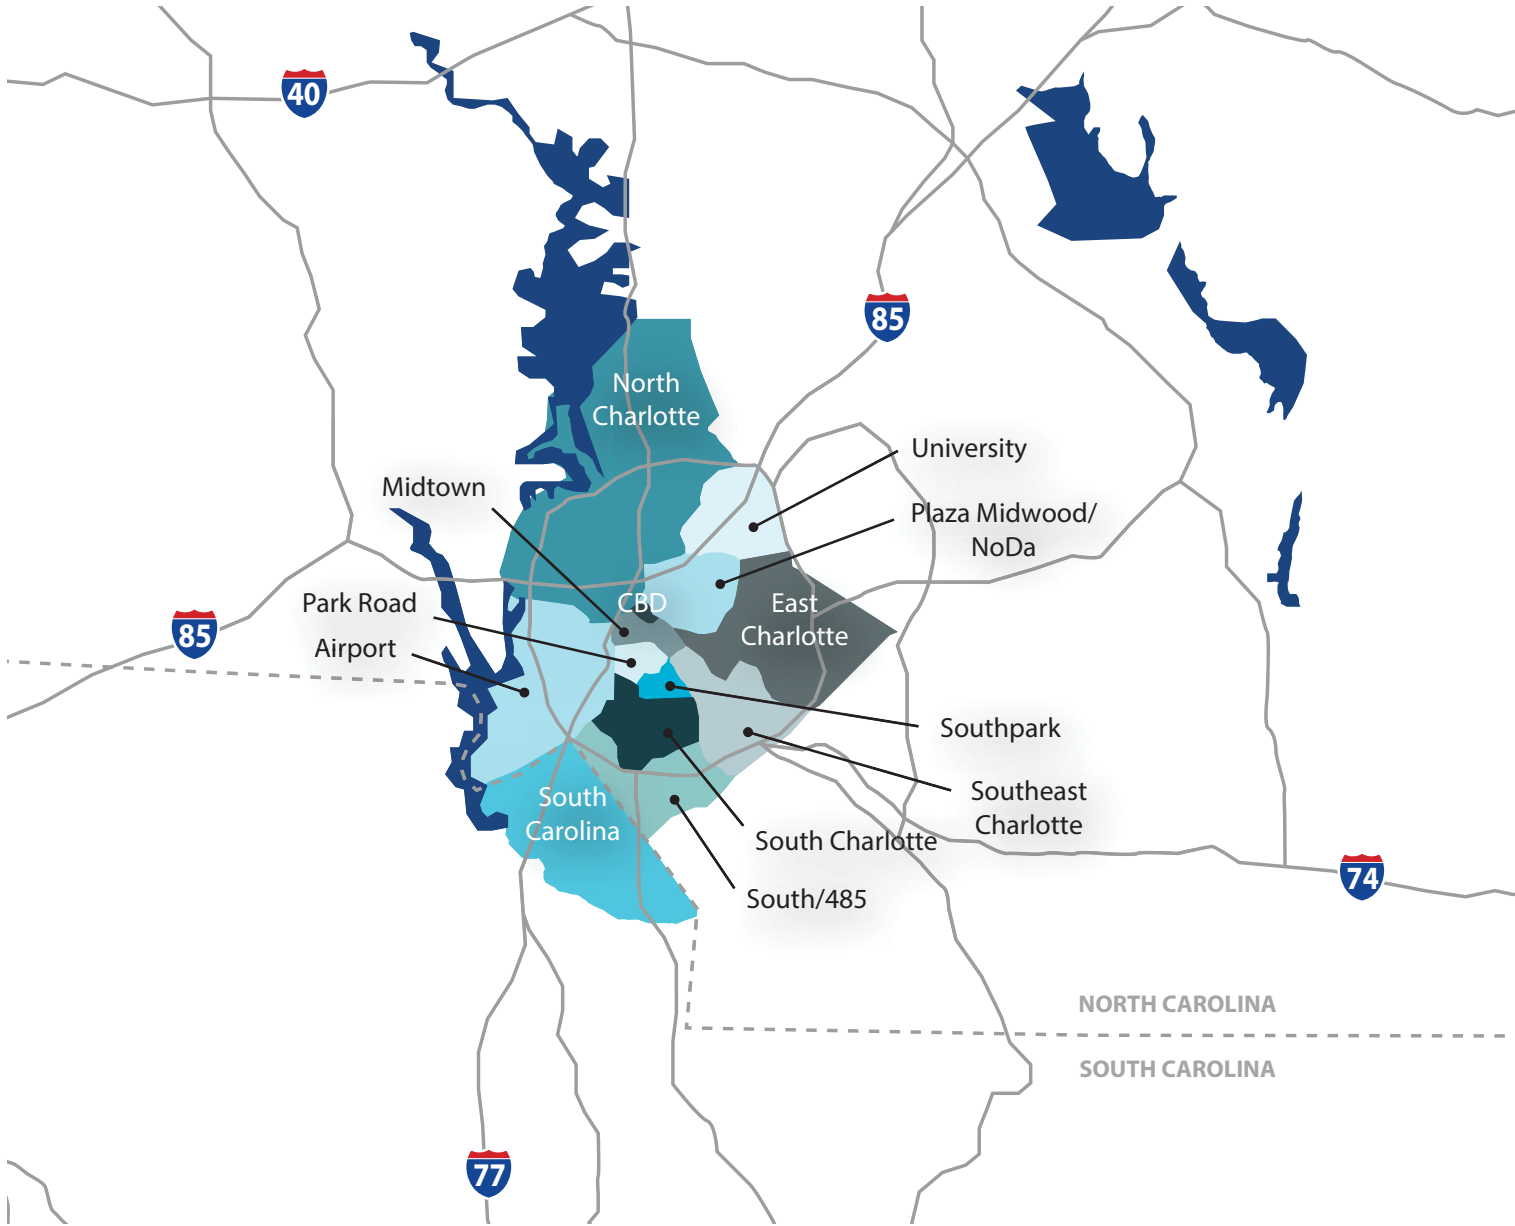 40
85
North
Charlotte
University
Midtown
Plaza Midwood/
NoDa
Park Road
CBD
East
Charlotte
85
Airport
Southpark
South
Carolina
Southeast
Charlotte
South Charlotte
74
South/485
NORTH CAROLINA
SOUTH CAROLINA
77